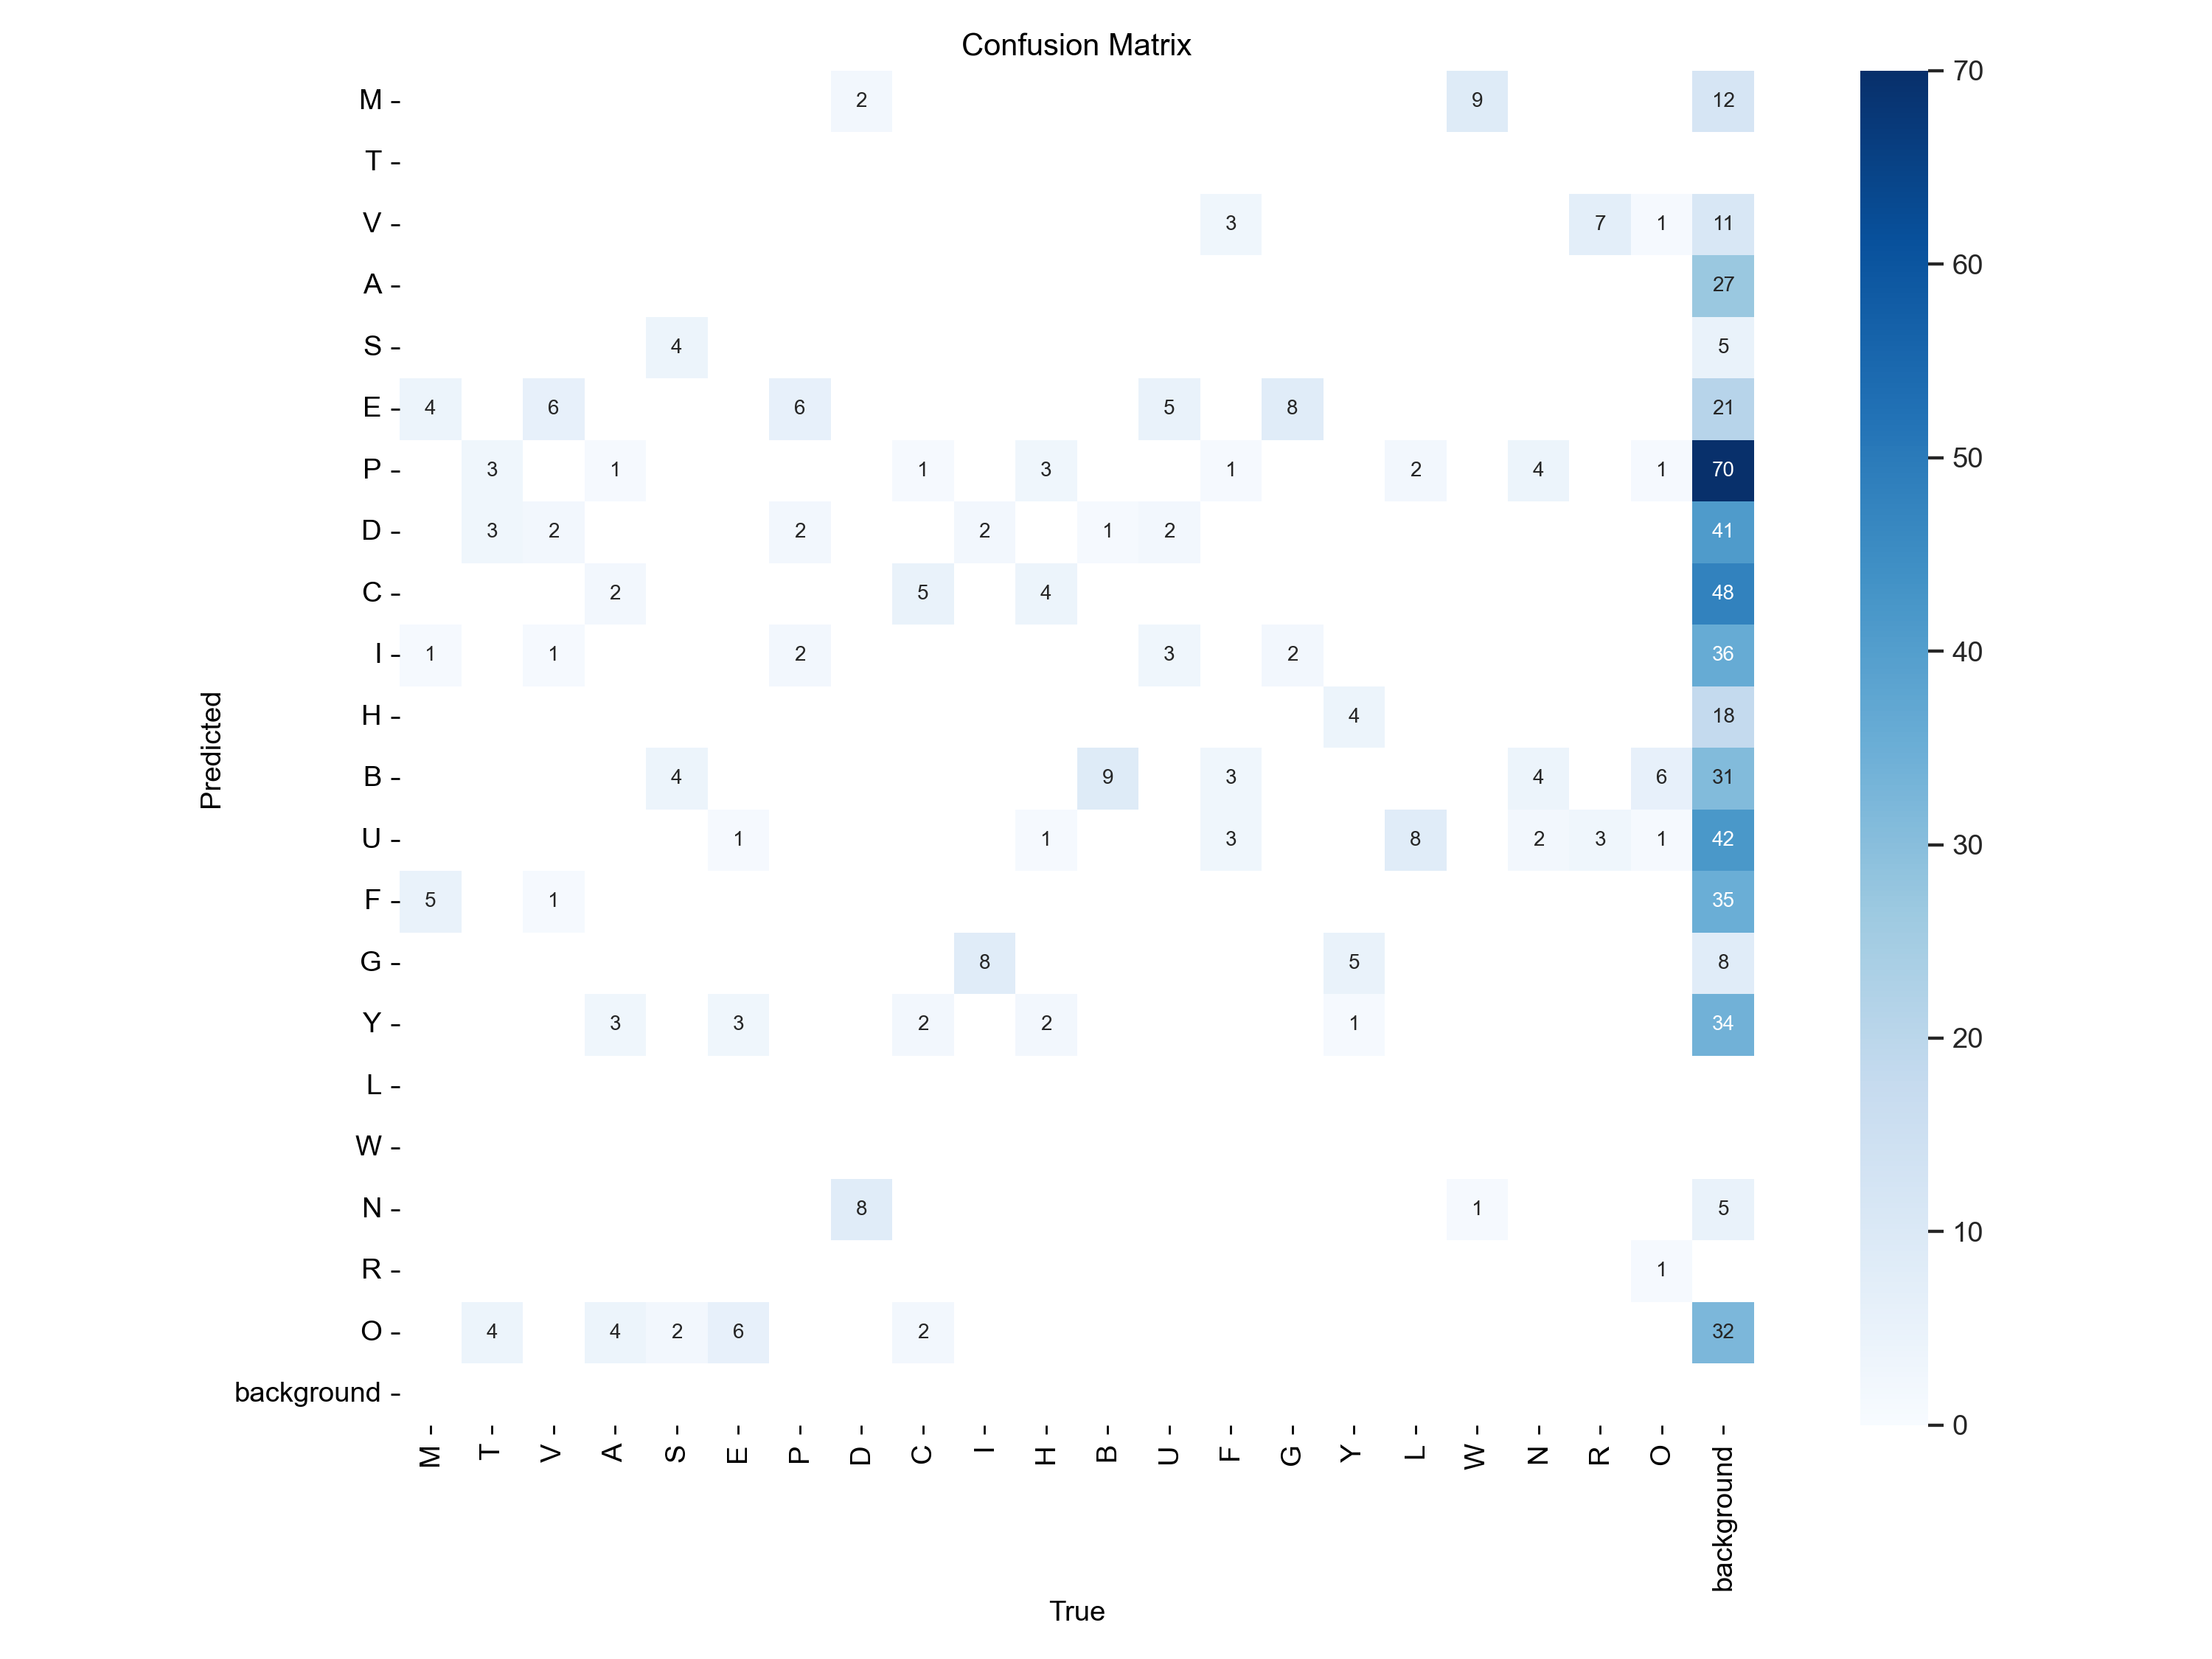 Confusion Matrix
M 2 9 12
T
V 3 7 1 11
A 27
S 4 5
E 4 6 6 5 8 21
P 3 1 1 3 1 2 4 1 70
D 3 2 2 2 1 2 41
C 2 5 4 48
I 1 1 2 3 2 36
H 4 18
B 4 9 3 4 6 31
U 1 1 3 8 2 3 1 42
F 5 1 35
G 8 5 8
Y 3 3 2 2 1 34
L
W
N 8 1 5
R 1
O 4 4 2 6 2 32
background
M T V A S E P D C I H B U F G Y L W N R O background
Predicted
True
70
60
50
40
30
20
10
0